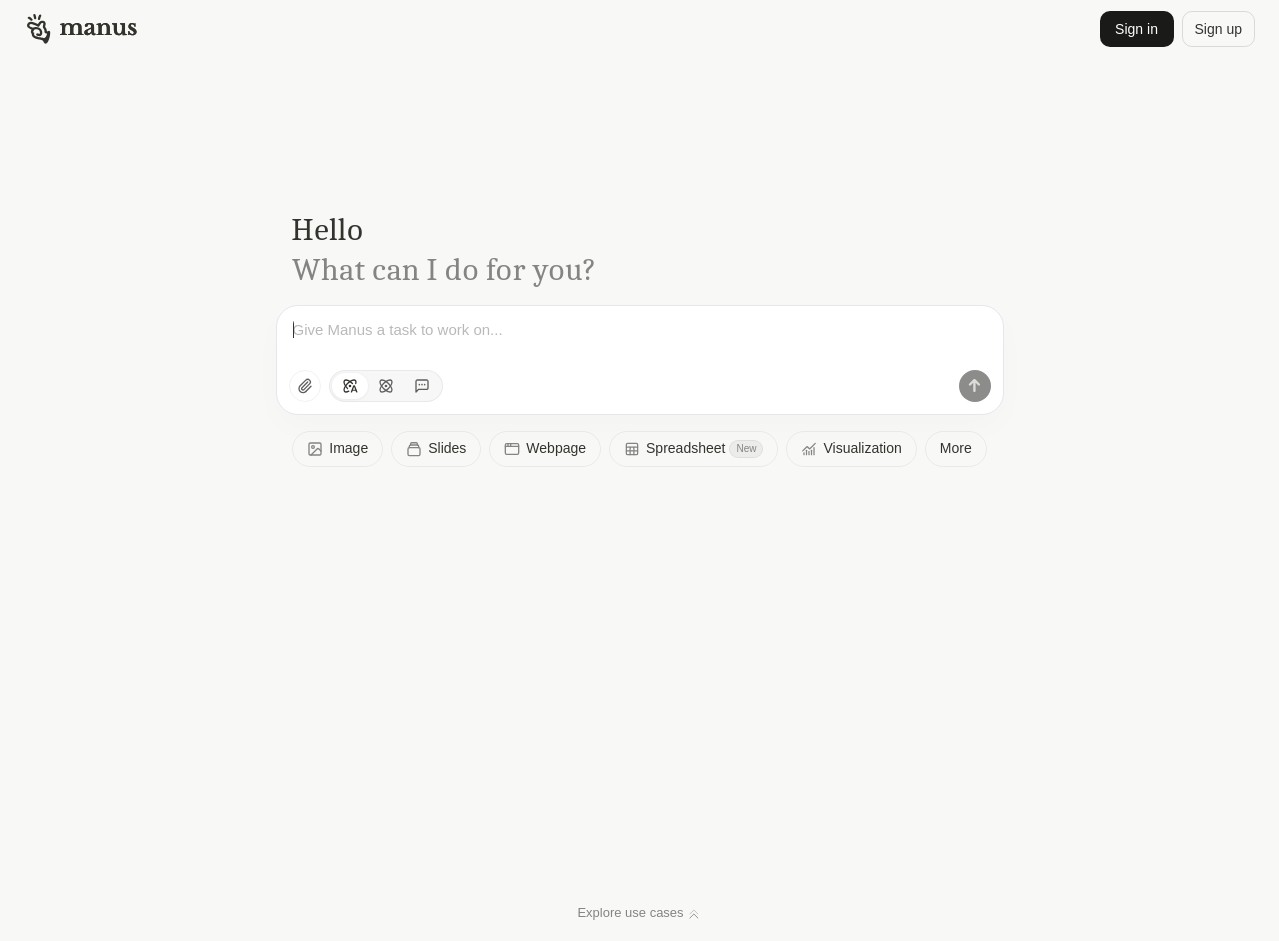 manus
Sign in
Sign up
Hello
What can I do for you?
Give Manus a task to work on...
Image
Slides
Webpage
Spreadsheet New
Visualization
More
Explore use cases